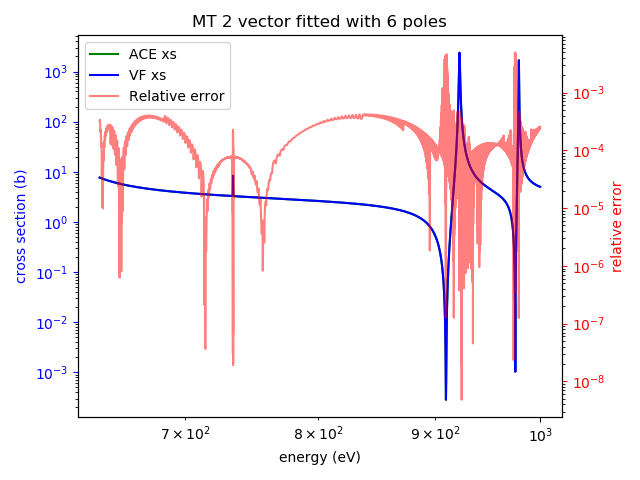 MT 2 vector fitted with 6 poles
ACE xs
VF xs
Relative error
cross section (b)
10³
10²
10¹
10⁰
10⁻¹
10⁻²
10⁻³
relative error
10⁻³
10⁻⁴
10⁻⁵
10⁻⁶
10⁻⁷
10⁻⁸
7 × 10² 8 × 10² 9 × 10² 10³
energy (eV)